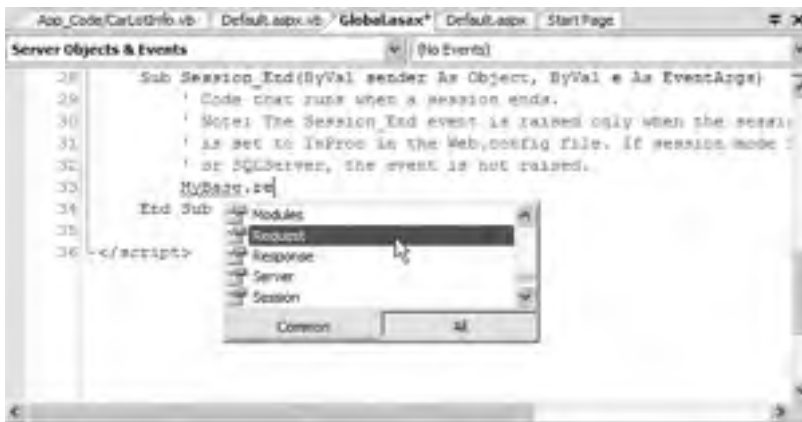 App_Code/CarLotInfo.vb Default.aspx.vb Global.asax* Default.aspx Start Page
Server Objects & Events (No Events)
28 Sub Session_End(ByVal sender As Object, ByVal e As EventArgs)
29 ' Code that runs when a session ends.
30 ' Note: The Session_End event is raised only when the sessio
31 ' is set to InProc in the Web.config file. If session mode
32 ' or SQLServer, the event is not raised.
33 MyBase.re
34 End Sub
35
36 </script>
Modules
Request
Response
Server
Session
Common All